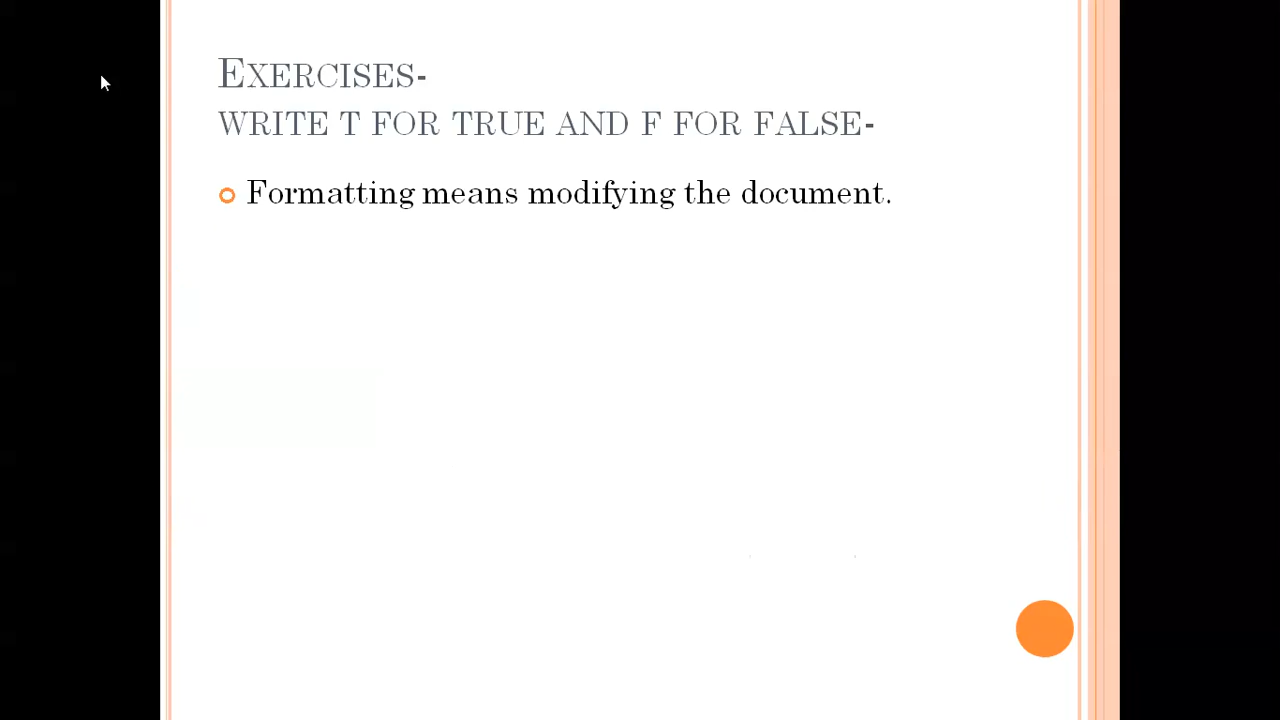 EXERCISES-
WRITE T FOR TRUE AND F FOR FALSE-
Formatting means modifying the document.